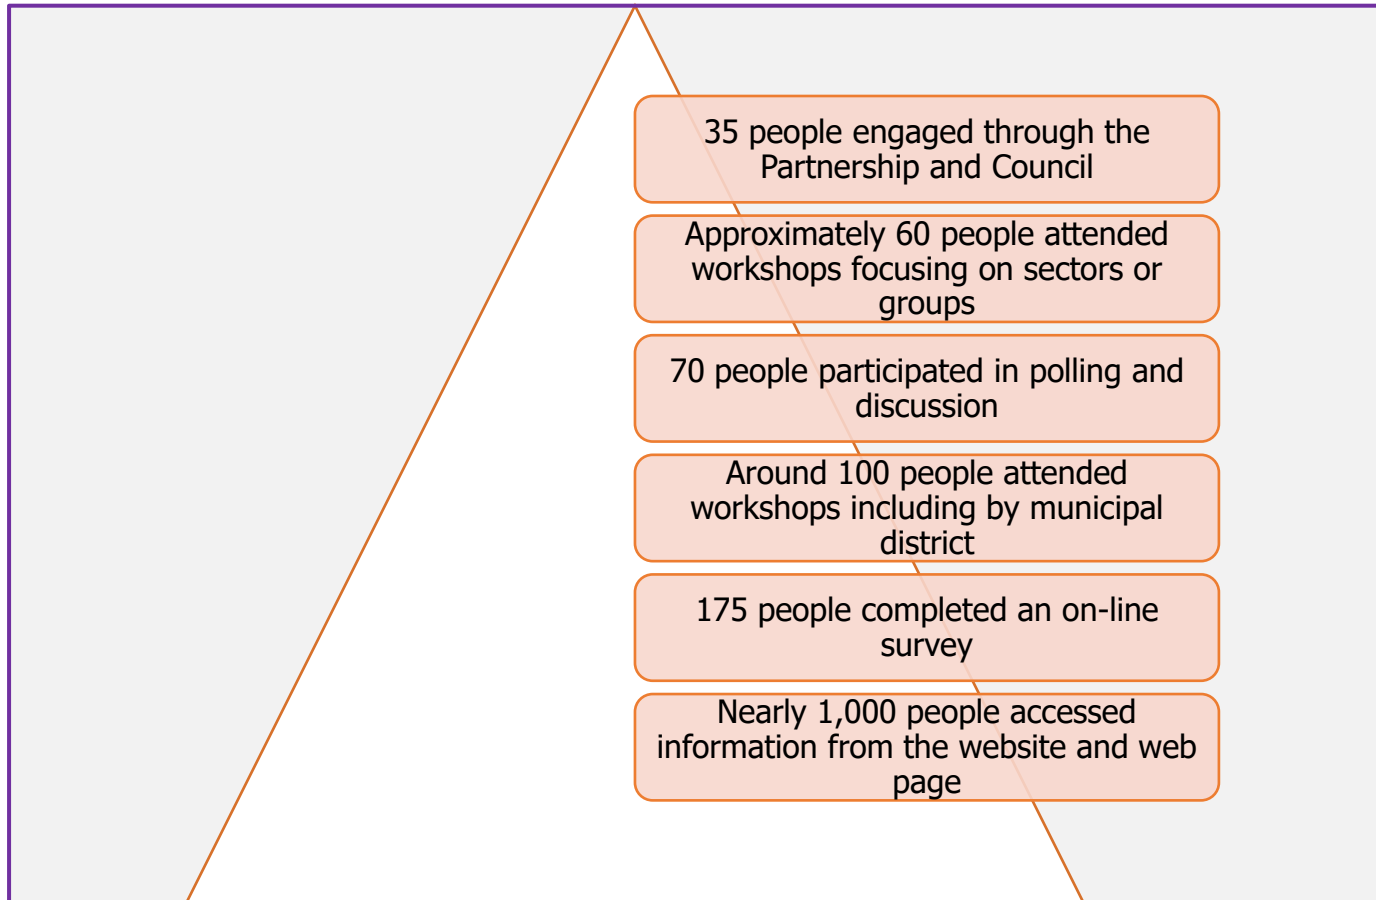 35 people engaged through the
Partnership and Council
Approximately 60 people attended
workshops focusing on sectors or
groups
70 people participated in polling and
discussion
Around 100 people attended
workshops including by municipal
district
175 people completed an on-line
survey
Nearly 1,000 people accessed
information from the website and web
page